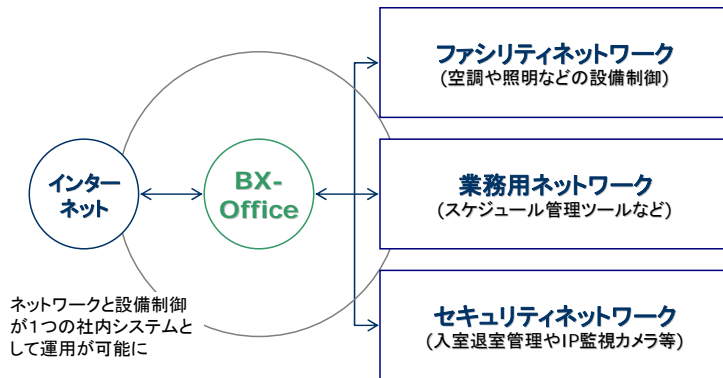 ファシリティネットワーク
(空調や照明などの設備制御)
インター
ネット
BX-
Office
業務用ネットワーク
(スケジュール管理ツールなど)
ネットワークと設備制御
が1つの社内システムと
して運用が可能に
セキュリティネットワーク
(入室退室管理やIP監視カメラ等)